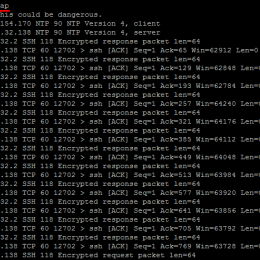 ap
his could be dangerous.
154.170 NTP 90 NTP Version 4, client
.32.138 NTP 90 NTP Version 4, server
32.2 SSH 118 Encrypted response packet len=64
.138 TCP 60 12702 > ssh [ACK] Seq=1 Ack=65 Win=62912 Len=0
32.2 SSH 118 Encrypted response packet len=64
.138 TCP 60 12702 > ssh [ACK] Seq=1 Ack=129 Win=62848 Len=
32.2 SSH 118 Encrypted response packet len=64
.138 TCP 60 12702 > ssh [ACK] Seq=1 Ack=193 Win=62784 Len=
32.2 SSH 118 Encrypted response packet len=64
.138 TCP 60 12702 > ssh [ACK] Seq=1 Ack=257 Win=64240 Len=
32.2 SSH 118 Encrypted response packet len=64
.138 TCP 60 12702 > ssh [ACK] Seq=1 Ack=321 Win=64176 Len=
32.2 SSH 118 Encrypted response packet len=64
.138 TCP 60 12702 > ssh [ACK] Seq=1 Ack=385 Win=64112 Len=
32.2 SSH 118 Encrypted response packet len=64
.138 TCP 60 12702 > ssh [ACK] Seq=1 Ack=449 Win=64048 Len=
32.2 SSH 118 Encrypted response packet len=64
.138 TCP 60 12702 > ssh [ACK] Seq=1 Ack=513 Win=63984 Len=
32.2 SSH 118 Encrypted response packet len=64
.138 TCP 60 12702 > ssh [ACK] Seq=1 Ack=577 Win=63920 Len=
32.2 SSH 118 Encrypted response packet len=64
.138 TCP 60 12702 > ssh [ACK] Seq=1 Ack=641 Win=63856 Len=
32.2 SSH 118 Encrypted response packet len=64
.138 TCP 60 12702 > ssh [ACK] Seq=1 Ack=705 Win=63792 Len=
32.2 SSH 118 Encrypted response packet len=64
.138 TCP 60 12702 > ssh [ACK] Seq=1 Ack=769 Win=63728 Len=
.138 SSH 118 Encrypted request packet len=64